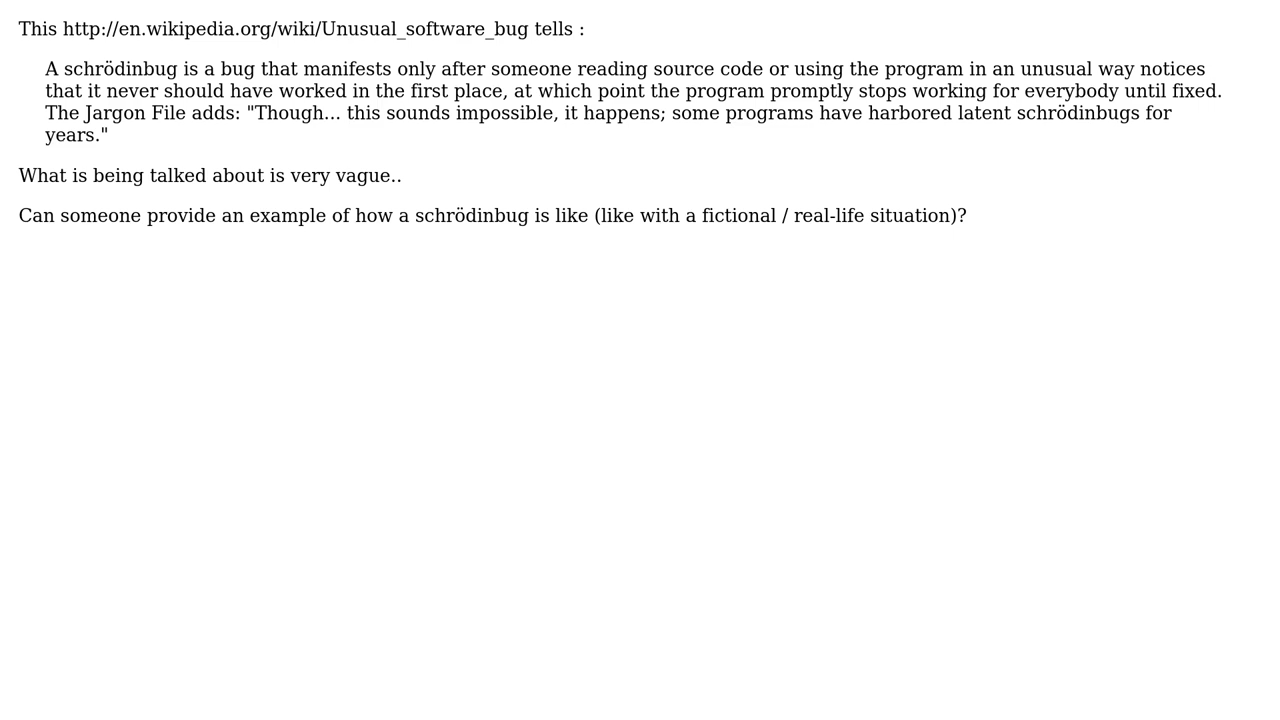 This http://en.wikipedia.org/wiki/Unusual_software_bug tells :
A schrödinbug is a bug that manifests only after someone reading source code or using the program in an unusual way notices
that it never should have worked in the first place, at which point the program promptly stops working for everybody until fixed.
The Jargon File adds: "Though... this sounds impossible, it happens; some programs have harbored latent schrödinbugs for
years."
What is being talked about is very vague..
Can someone provide an example of how a schrödinbug is like (like with a fictional / real-life situation)?